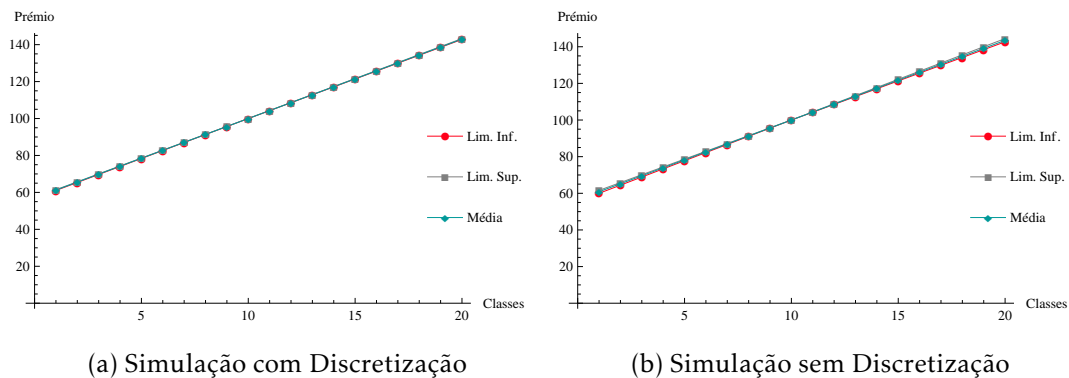 Prémio
140
120
100
80
60
40
20
5
10
15
20
Classes
Lim. Inf.
Lim. Sup.
Média
(a) Simulação com Discretização
Prémio
140
120
100
80
60
40
20
5
10
15
20
Classes
Lim. Inf.
Lim. Sup.
Média
(b) Simulação sem Discretização